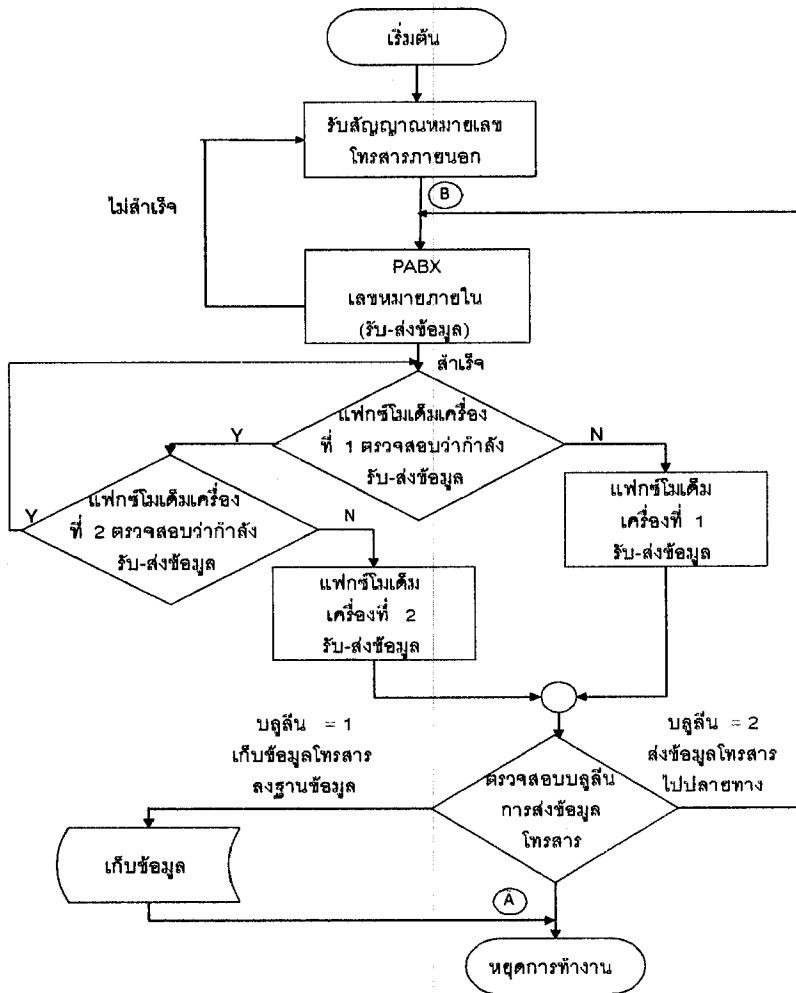 เริ่มต้น
รับสัญญาณหมายเลข
โทรสารภายนอก
B
ไม่สำเร็จ
PABX
เลขหมายภายใน
(รับ-ส่งข้อมูล)
สำเร็จ
แฟกซ์โมเด็มเครื่อง
ที่ 1 ตรวจสอบว่ากำลัง
รับ-ส่งข้อมูล
Y
N
แฟกซ์โมเด็มเครื่อง
ที่ 2 ตรวจสอบว่ากำลัง
รับ-ส่งข้อมูล
Y
N
แฟกซ์โมเด็ม
เครื่องที่ 1
รับ-ส่งข้อมูล
แฟกซ์โมเด็ม
เครื่องที่ 2
รับ-ส่งข้อมูล
บลูลีน = 1
เก็บข้อมูลโทรสาร
ลงฐานข้อมูล
บลูลีน = 2
ส่งข้อมูลโทรสาร
ไปปลายทาง
ตรวจสอบบลูลีน
การส่งข้อมูล
โทรสาร
เก็บข้อมูล
A
หยุดการทำงาน